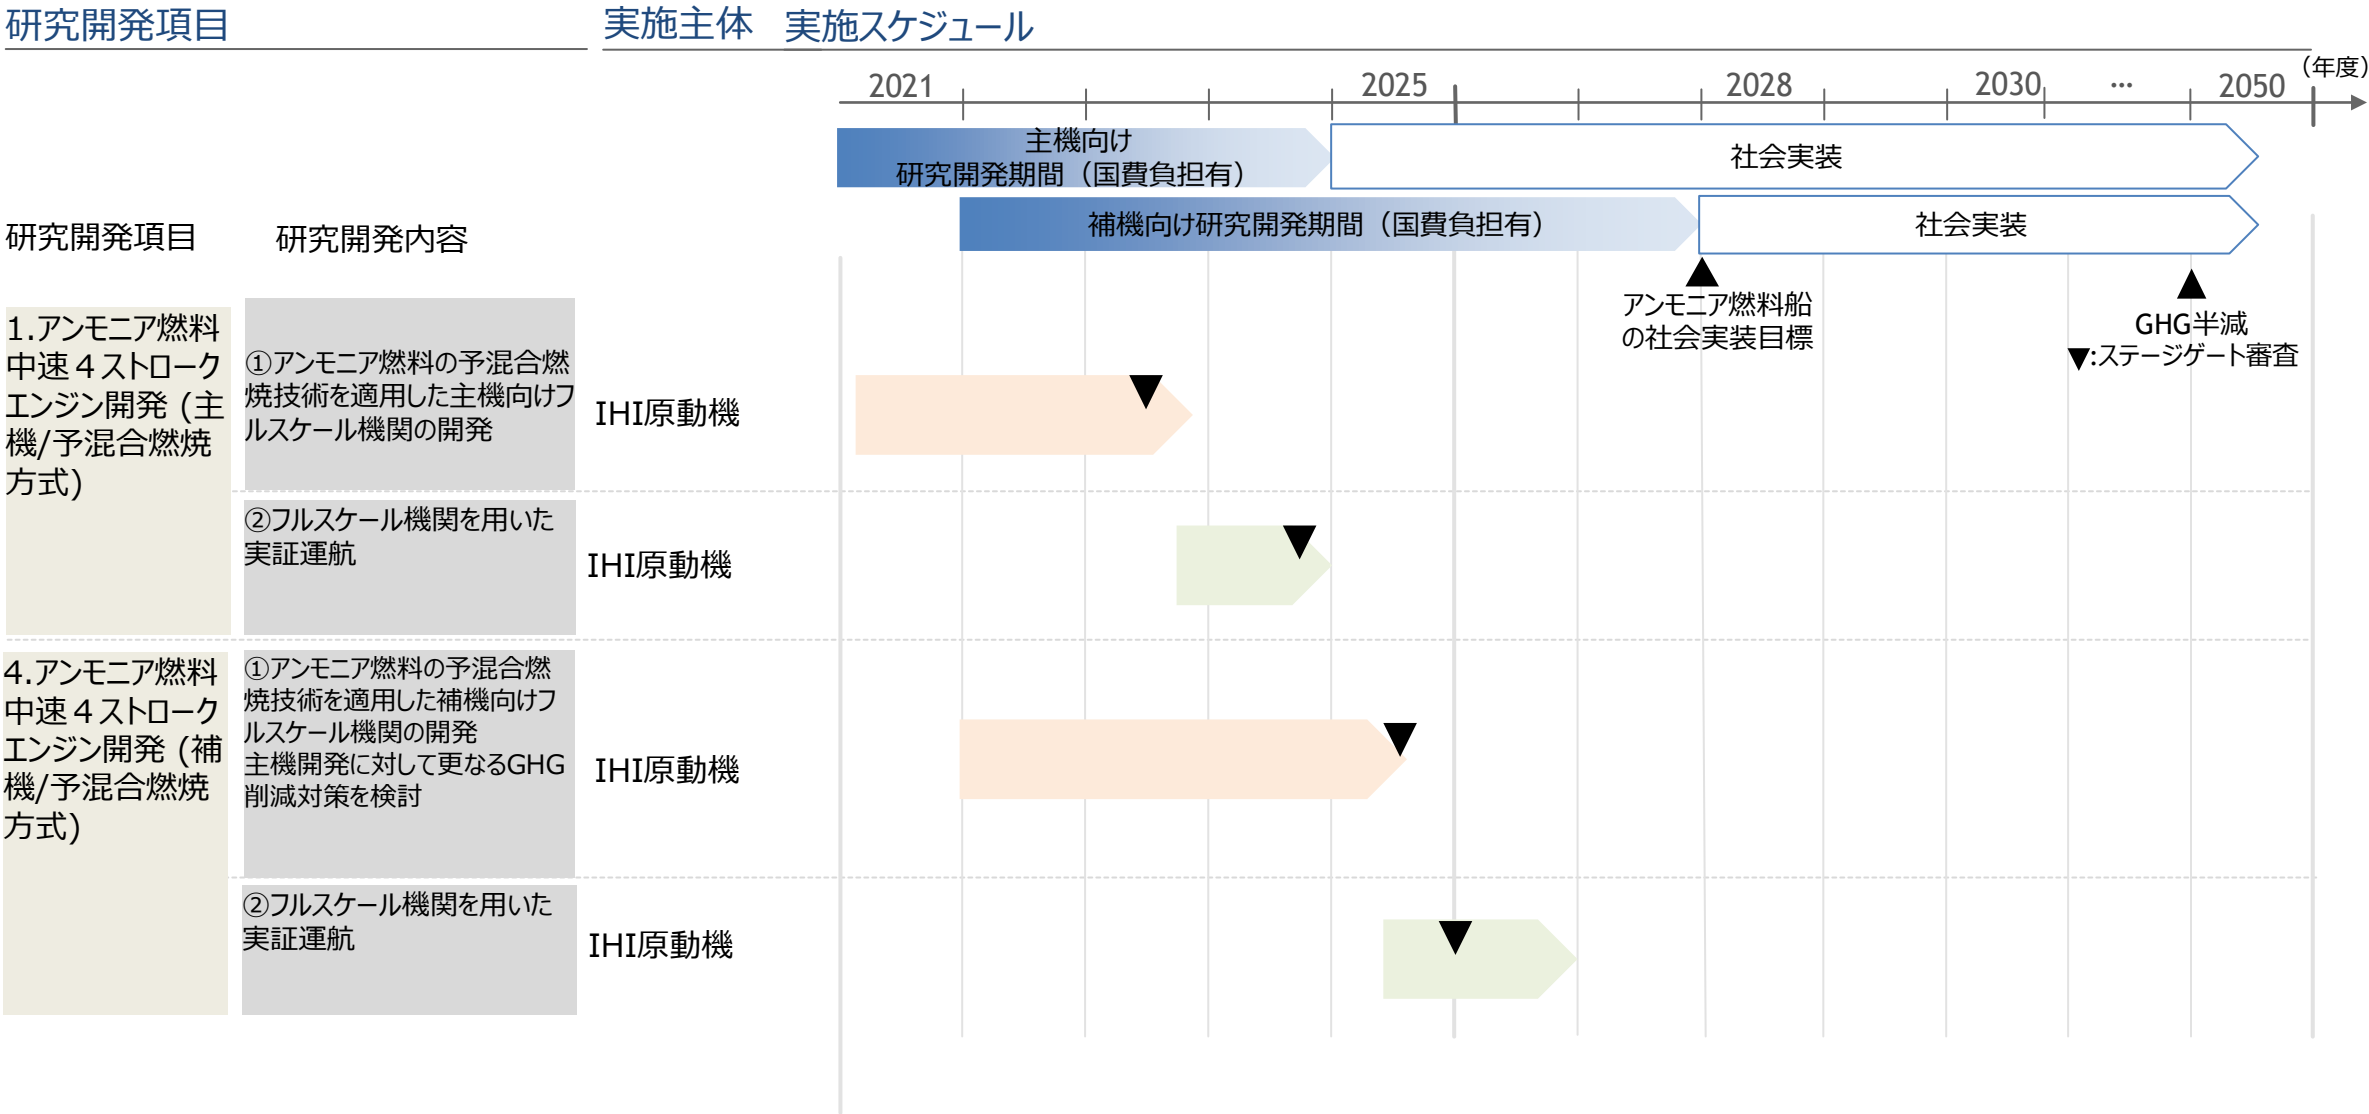 研究開発項目
実施主体
実施スケジュール
(年度)
2021
2025
2028
2030
…
2050
主機向け
研究開発期間（国費負担有）
社会実装
補機向け研究開発期間（国費負担有）
社会実装
研究開発項目
研究開発内容
▲
アンモニア燃料船
の社会実装目標
▲
GHG半減
▼:ステージゲート審査
1.アンモニア燃料
中速４ストローク
エンジン開発 (主
機/予混合燃焼
方式)
①アンモニア燃料の予混合燃
焼技術を適用した主機向けフ
ルスケール機関の開発
IHI原動機
②フルスケール機関を用いた
実証運航
IHI原動機
4.アンモニア燃料
中速４ストローク
エンジン開発 (補
機/予混合燃焼
方式)
①アンモニア燃料の予混合燃
焼技術を適用した補機向けフ
ルスケール機関の開発
主機開発に対して更なるGHG
削減対策を検討
IHI原動機
②フルスケール機関を用いた
実証運航
IHI原動機